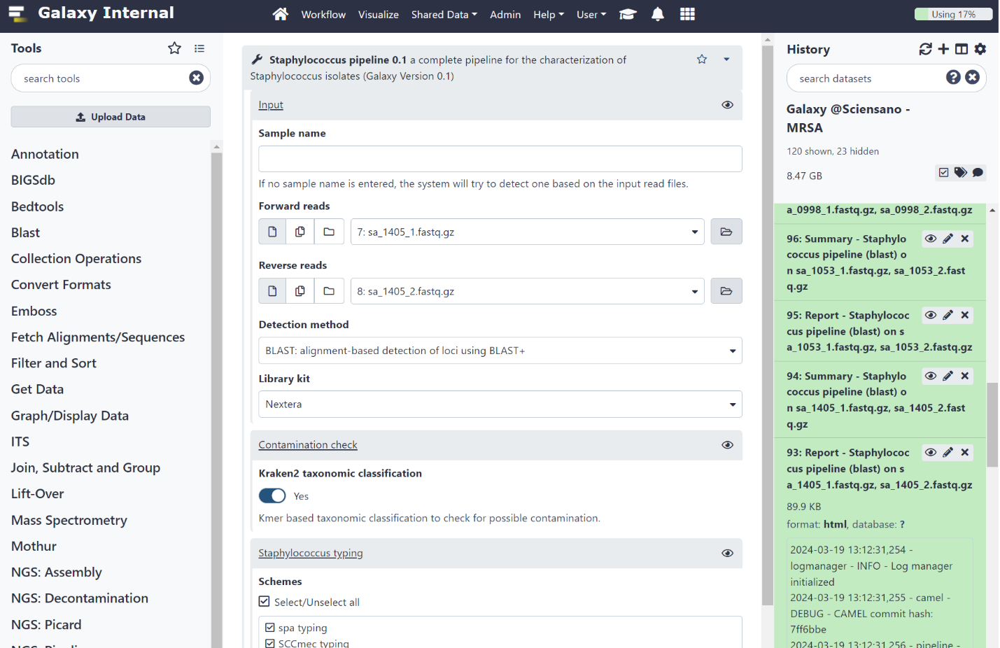 Galaxy Internal
Workflow Visualize Shared Data Admin Help User
Using 17%
Tools
search tools
Upload Data
Annotation
BIGSdb
Bedtools
Blast
Collection Operations
Convert Formats
Emboss
Fetch Alignments/Sequences
Filter and Sort
Get Data
Graph/Display Data
ITS
Join, Subtract and Group
Lift-Over
Mass Spectrometry
Mothur
NGS: Assembly
NGS: Decontamination
NGS: Picard
Staphylococcus pipeline 0.1 a complete pipeline for the characterization of
Staphylococcus isolates (Galaxy Version 0.1)
Input
Sample name
If no sample name is entered, the system will try to detect one based on the input read files.
Forward reads
7: sa_1405_1.fastq.gz
Reverse reads
8: sa_1405_2.fastq.gz
Detection method
BLAST: alignment-based detection of loci using BLAST+
Library kit
Nextera
Contamination check
Kraken2 taxonomic classification
Yes
Kmer based taxonomic classification to check for possible contamination.
Staphylococcus typing
Schemes
Select/Unselect all
spa typing
SCCmec typing
History
search datasets
Galaxy @Sciensano -
MRSA
120 shown, 23 hidden
8.47 GB
a_0998_1.fastq.gz, sa_0998_2.fastq.gz
96: Summary - Staphylo
coccus pipeline (blast) o
n sa_1053_1.fastq.gz, sa_1053_2.fast
q.gz
95: Report - Staphylococ
cus pipeline (blast) on s
a_1053_1.fastq.gz, sa_1053_2.fastq.gz
94: Summary - Staphylo
coccus pipeline (blast) o
n sa_1405_1.fastq.gz, sa_1405_2.fast
q.gz
93: Report - Staphylococ
cus pipeline (blast) on s
a_1405_1.fastq.gz, sa_1405_2.fastq.gz
89.9 KB
format: html, database: ?
2024-03-19 13:12:31,254 -
logmanager - INFO - Log manager
initialized
2024-03-19 13:12:31,255 - camel -
DEBUG - CAMEL commit hash:
7ff6bbe
2024-03-19 13:12:31,256 - pipeline -